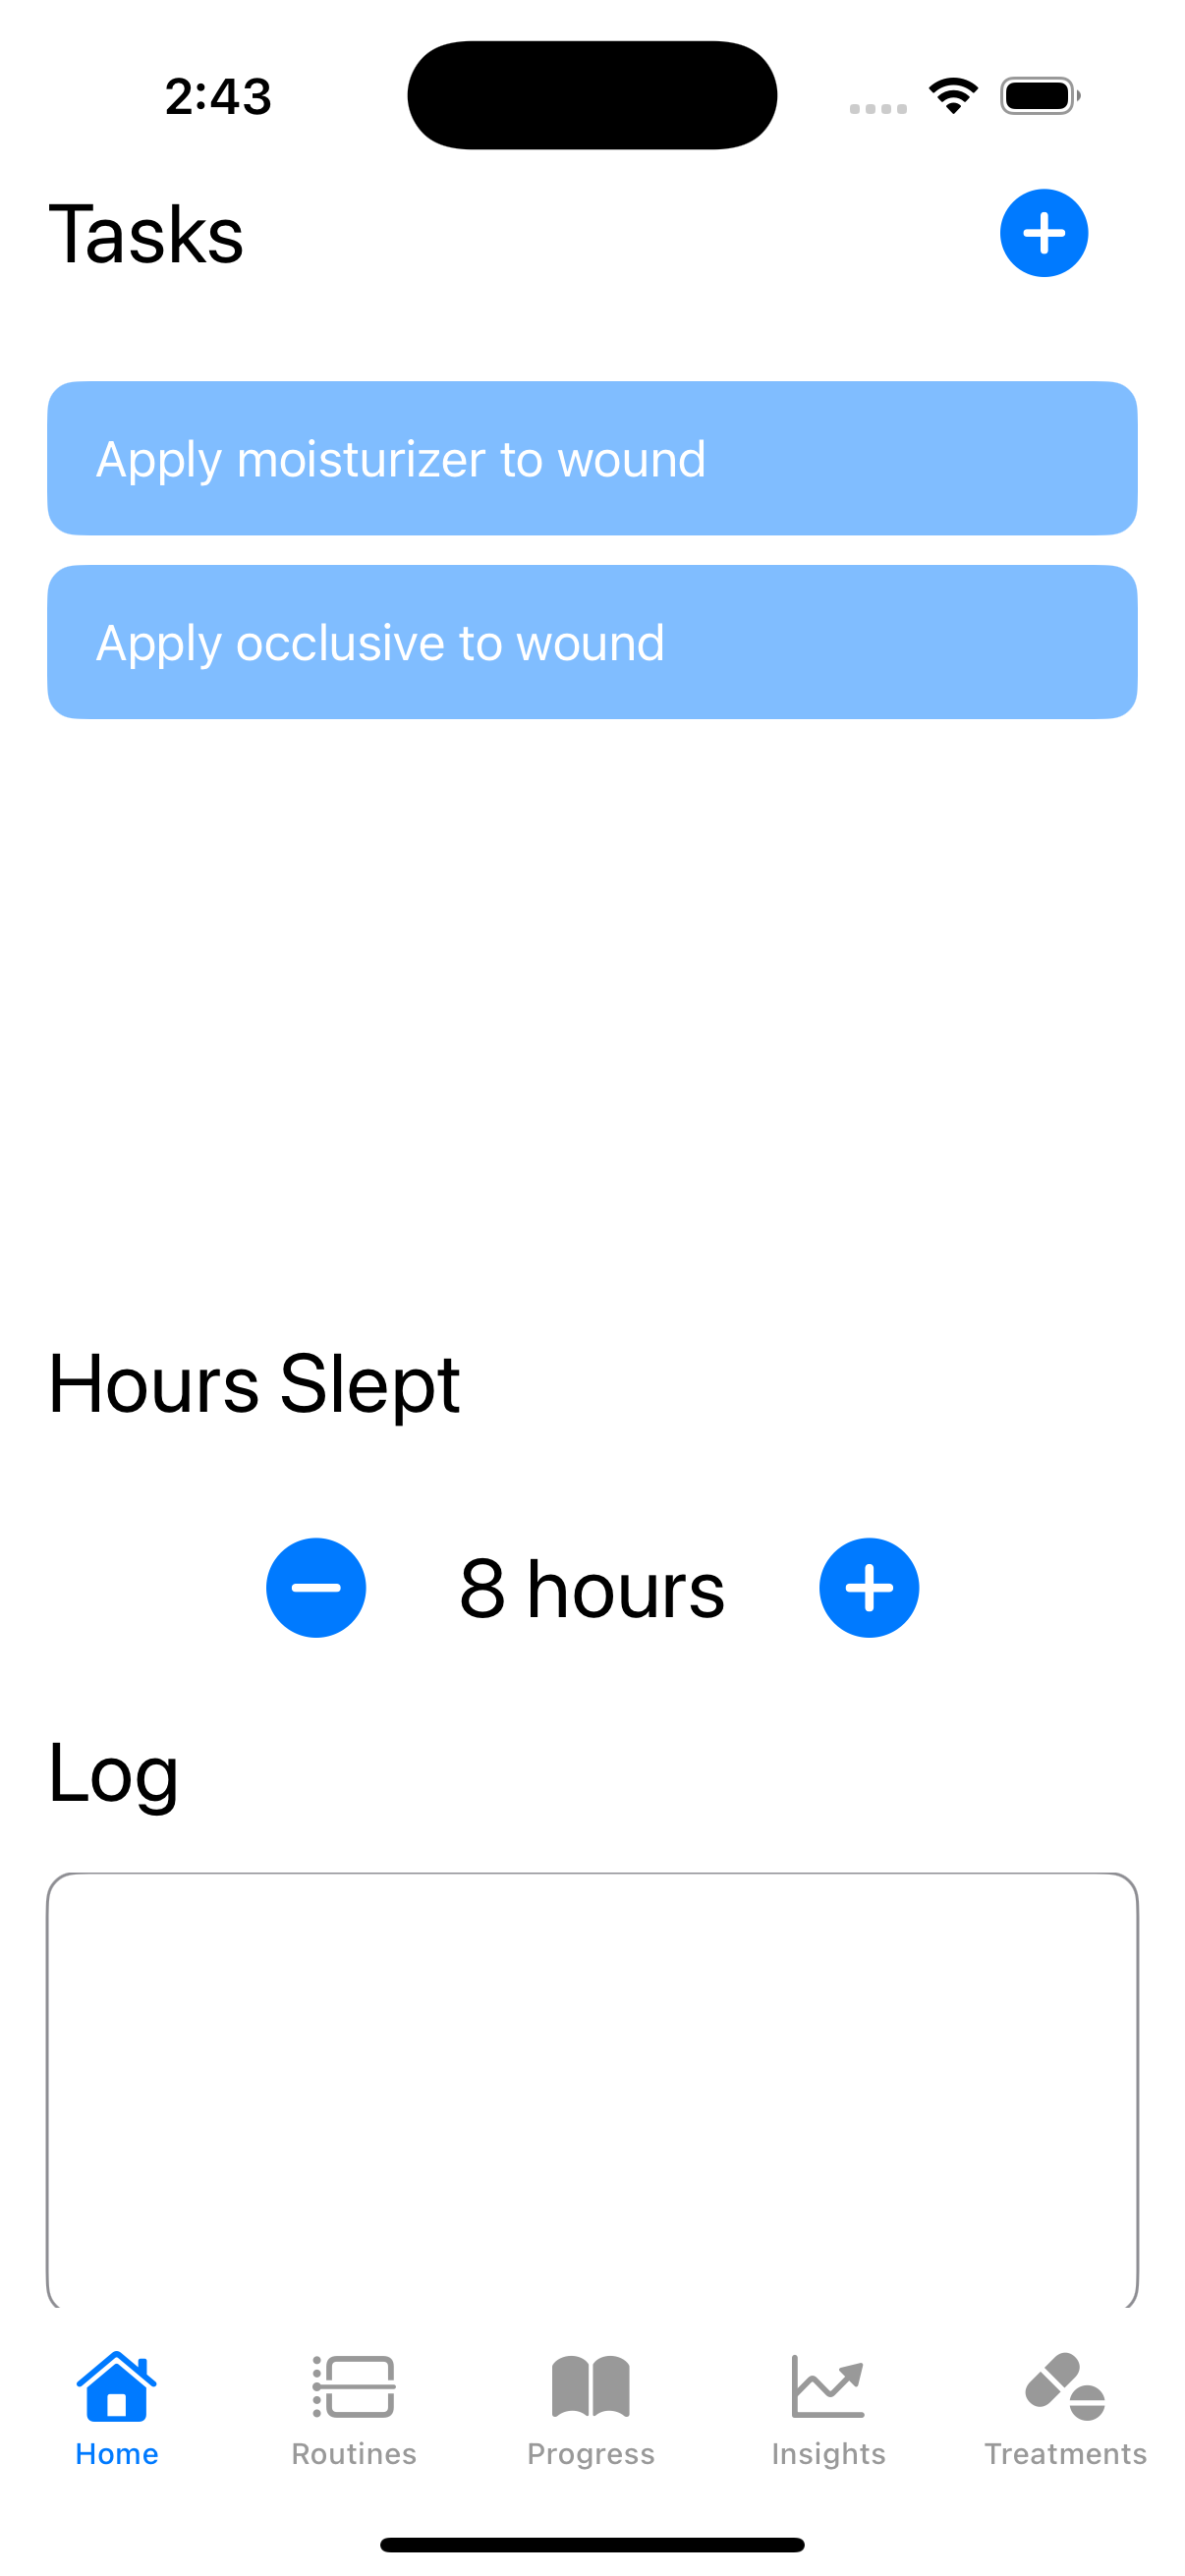 2:43
Tasks
Apply moisturizer to wound
Apply occlusive to wound
Hours Slept
8 hours
Log
Home
Routines
Progress
Insights
Treatments